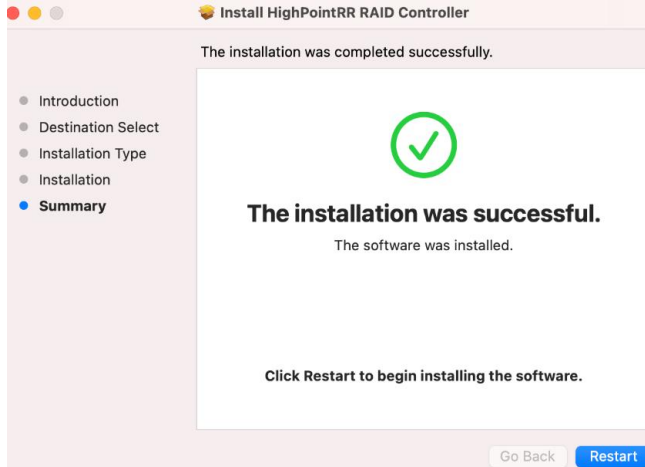 Install HighPointRR RAID Controller
The installation was completed successfully.
Introduction
Destination Select
Installation Type
Installation
Summary
The installation was successful.
The software was installed.
Click Restart to begin installing the software.
Go Back
Restart